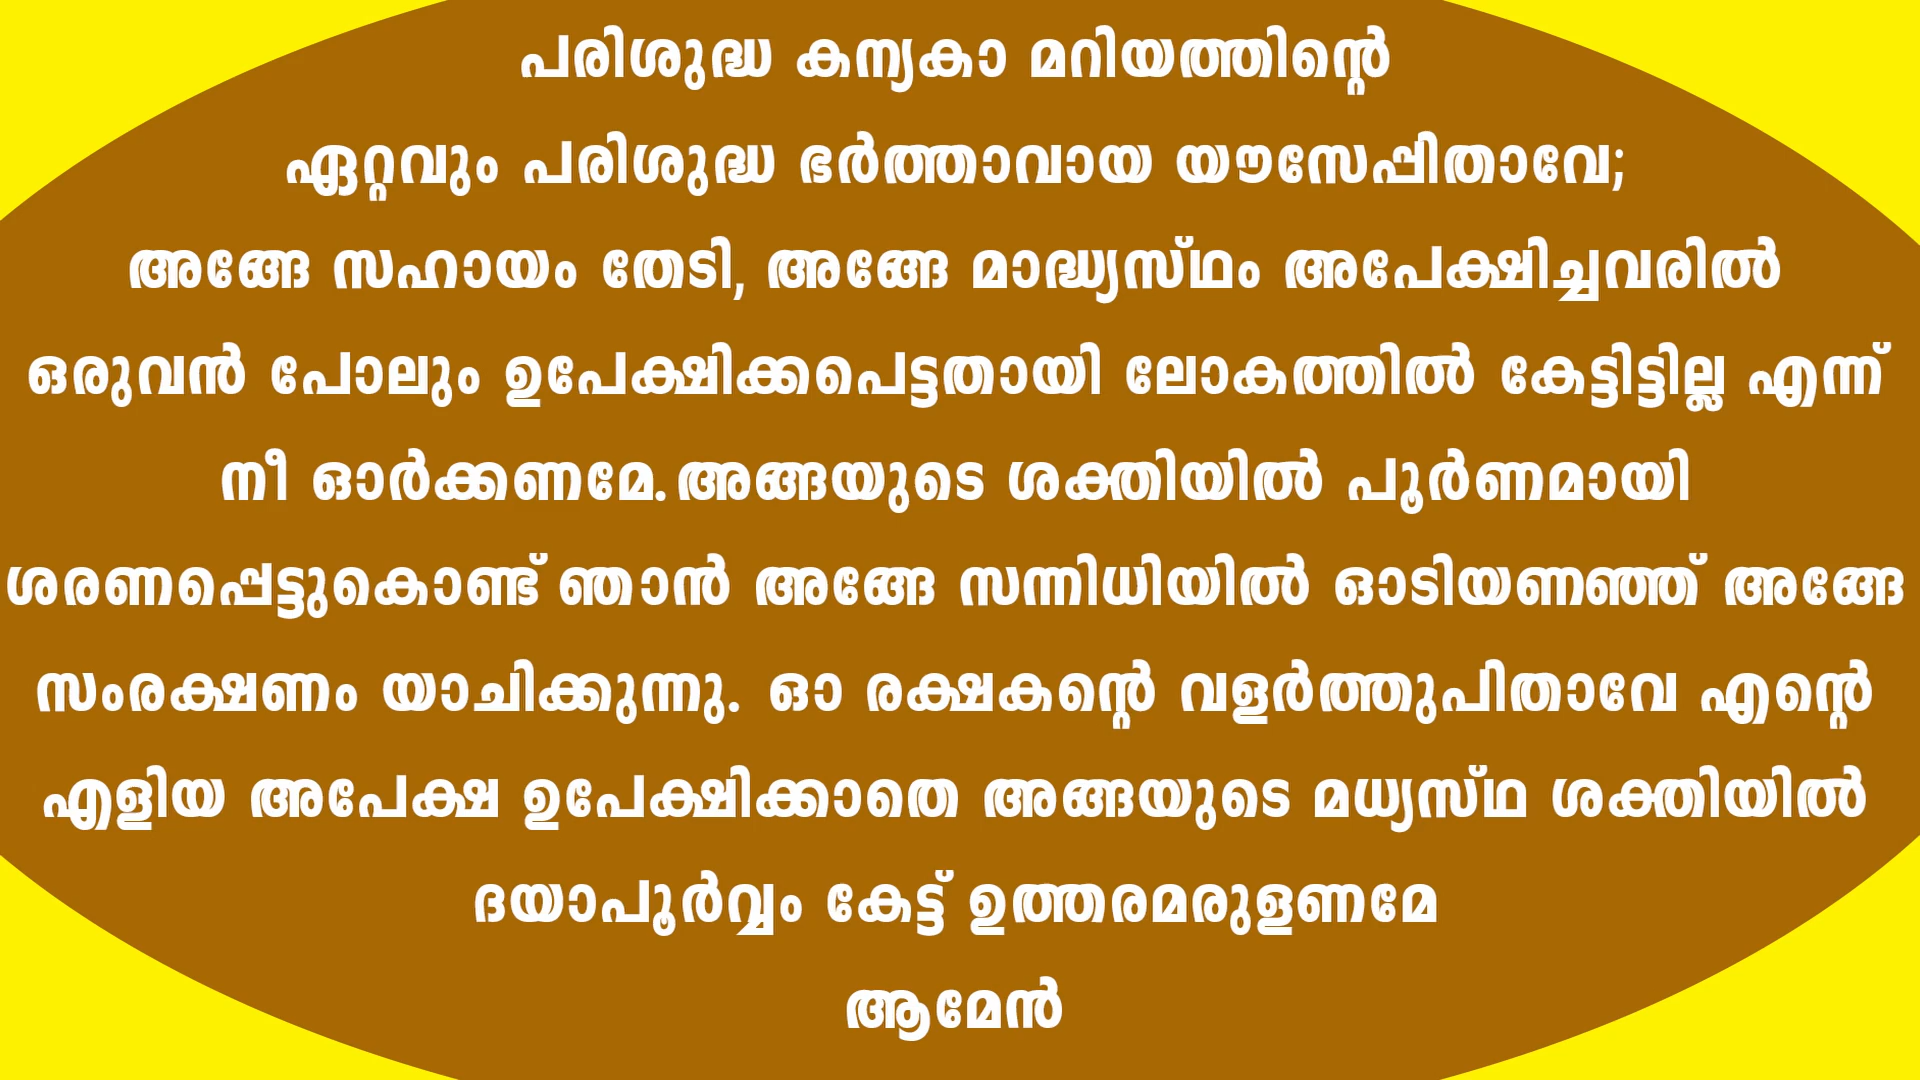 പരിശുദ്ധ കന്യകാ മറിയത്തിന്റെ
ഏറ്റവും പരിശുദ്ധ ഭർത്താവായ യൗസേപ്പിതാവേ;
അങ്ങേ സഹായം തേടി, അങ്ങേ മാദ്ധ്യസ്ഥം അപേക്ഷിച്ചവരിൽ
ഒരുവൻ പോലും ഉപേക്ഷിക്കപെട്ടതായി ലോകത്തിൽ കേട്ടിട്ടില്ല എന്ന്
നീ ഓർക്കണമേ. അങ്ങയുടെ ശക്തിയിൽ പൂർണമായി
ശരണപ്പെട്ടുകൊണ്ട് ഞാൻ അങ്ങേ സന്നിധിയിൽ ഓടിയണഞ്ഞ് അങ്ങേ
സംരക്ഷണം യാചിക്കുന്നു. ഓ രക്ഷകന്റെ വളർത്തുപിതാവേ എന്റെ
എളിയ അപേക്ഷ ഉപേക്ഷിക്കാതെ അങ്ങയുടെ മധ്യസ്ഥ ശക്തിയിൽ
ദയാപൂർവ്വം കേട്ട് ഉത്തരമരുളണമേ
ആമേൻ